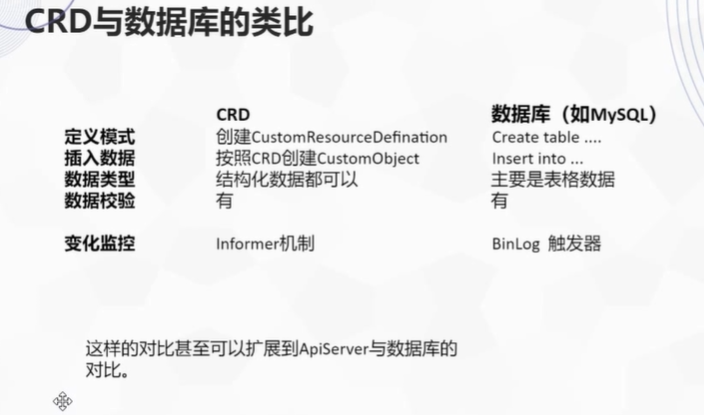 CRD与数据库的类比
CRD 数据库（如MySQL）
定义模式 创建CustomResourceDefination Create table ....
插入数据 按照CRD创建CustomObject Insert into ...
数据类型 结构化数据都可以 主要是表格数据
数据校验 有 有
变化监控 Informer机制 BinLog 触发器
这样的对比甚至可以扩展到ApiServer与数据库的
对比。